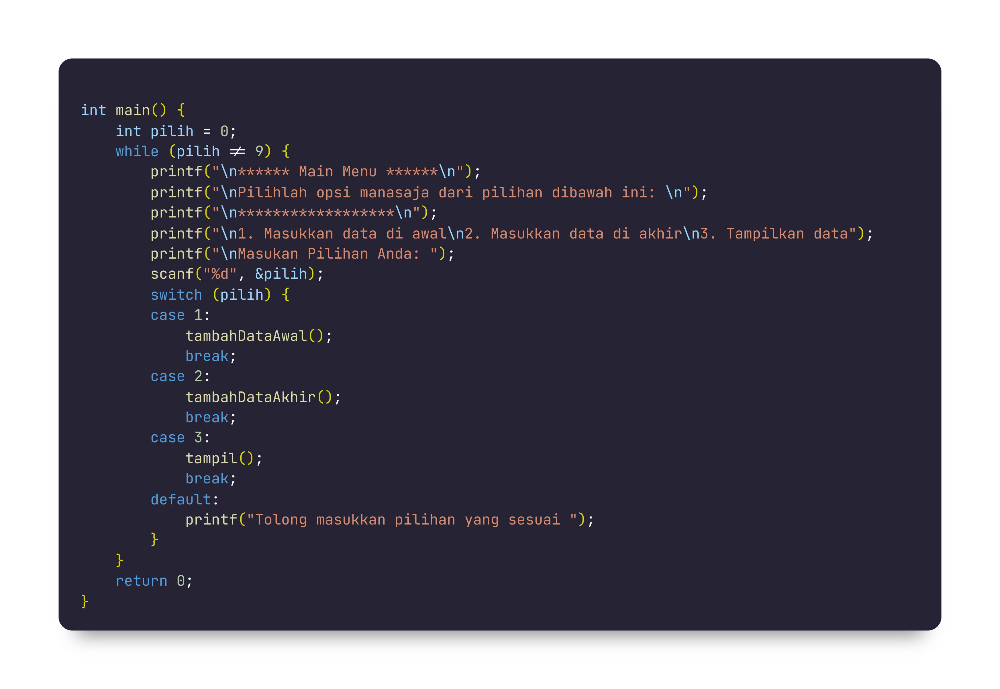 int main() {
    int pilih = 0;
    while (pilih != 9) {
        printf("\n****** Main Menu ******\n");
        printf("\nPilihlah opsi manasaja dari pilihan dibawah ini: \n");
        printf("\n******************\n");
        printf("\n1. Masukkan data di awal\n2. Masukkan data di akhir\n3. Tampilkan data");
        printf("\nMasukan Pilihan Anda: ");
        scanf("%d", &pilih);
        switch (pilih) {
        case 1:
            tambahDataAwal();
            break;
        case 2:
            tambahDataAkhir();
            break;
        case 3:
            tampil();
            break;
        default:
            printf("Tolong masukkan pilihan yang sesuai ");
        }
    }
    return 0;
}